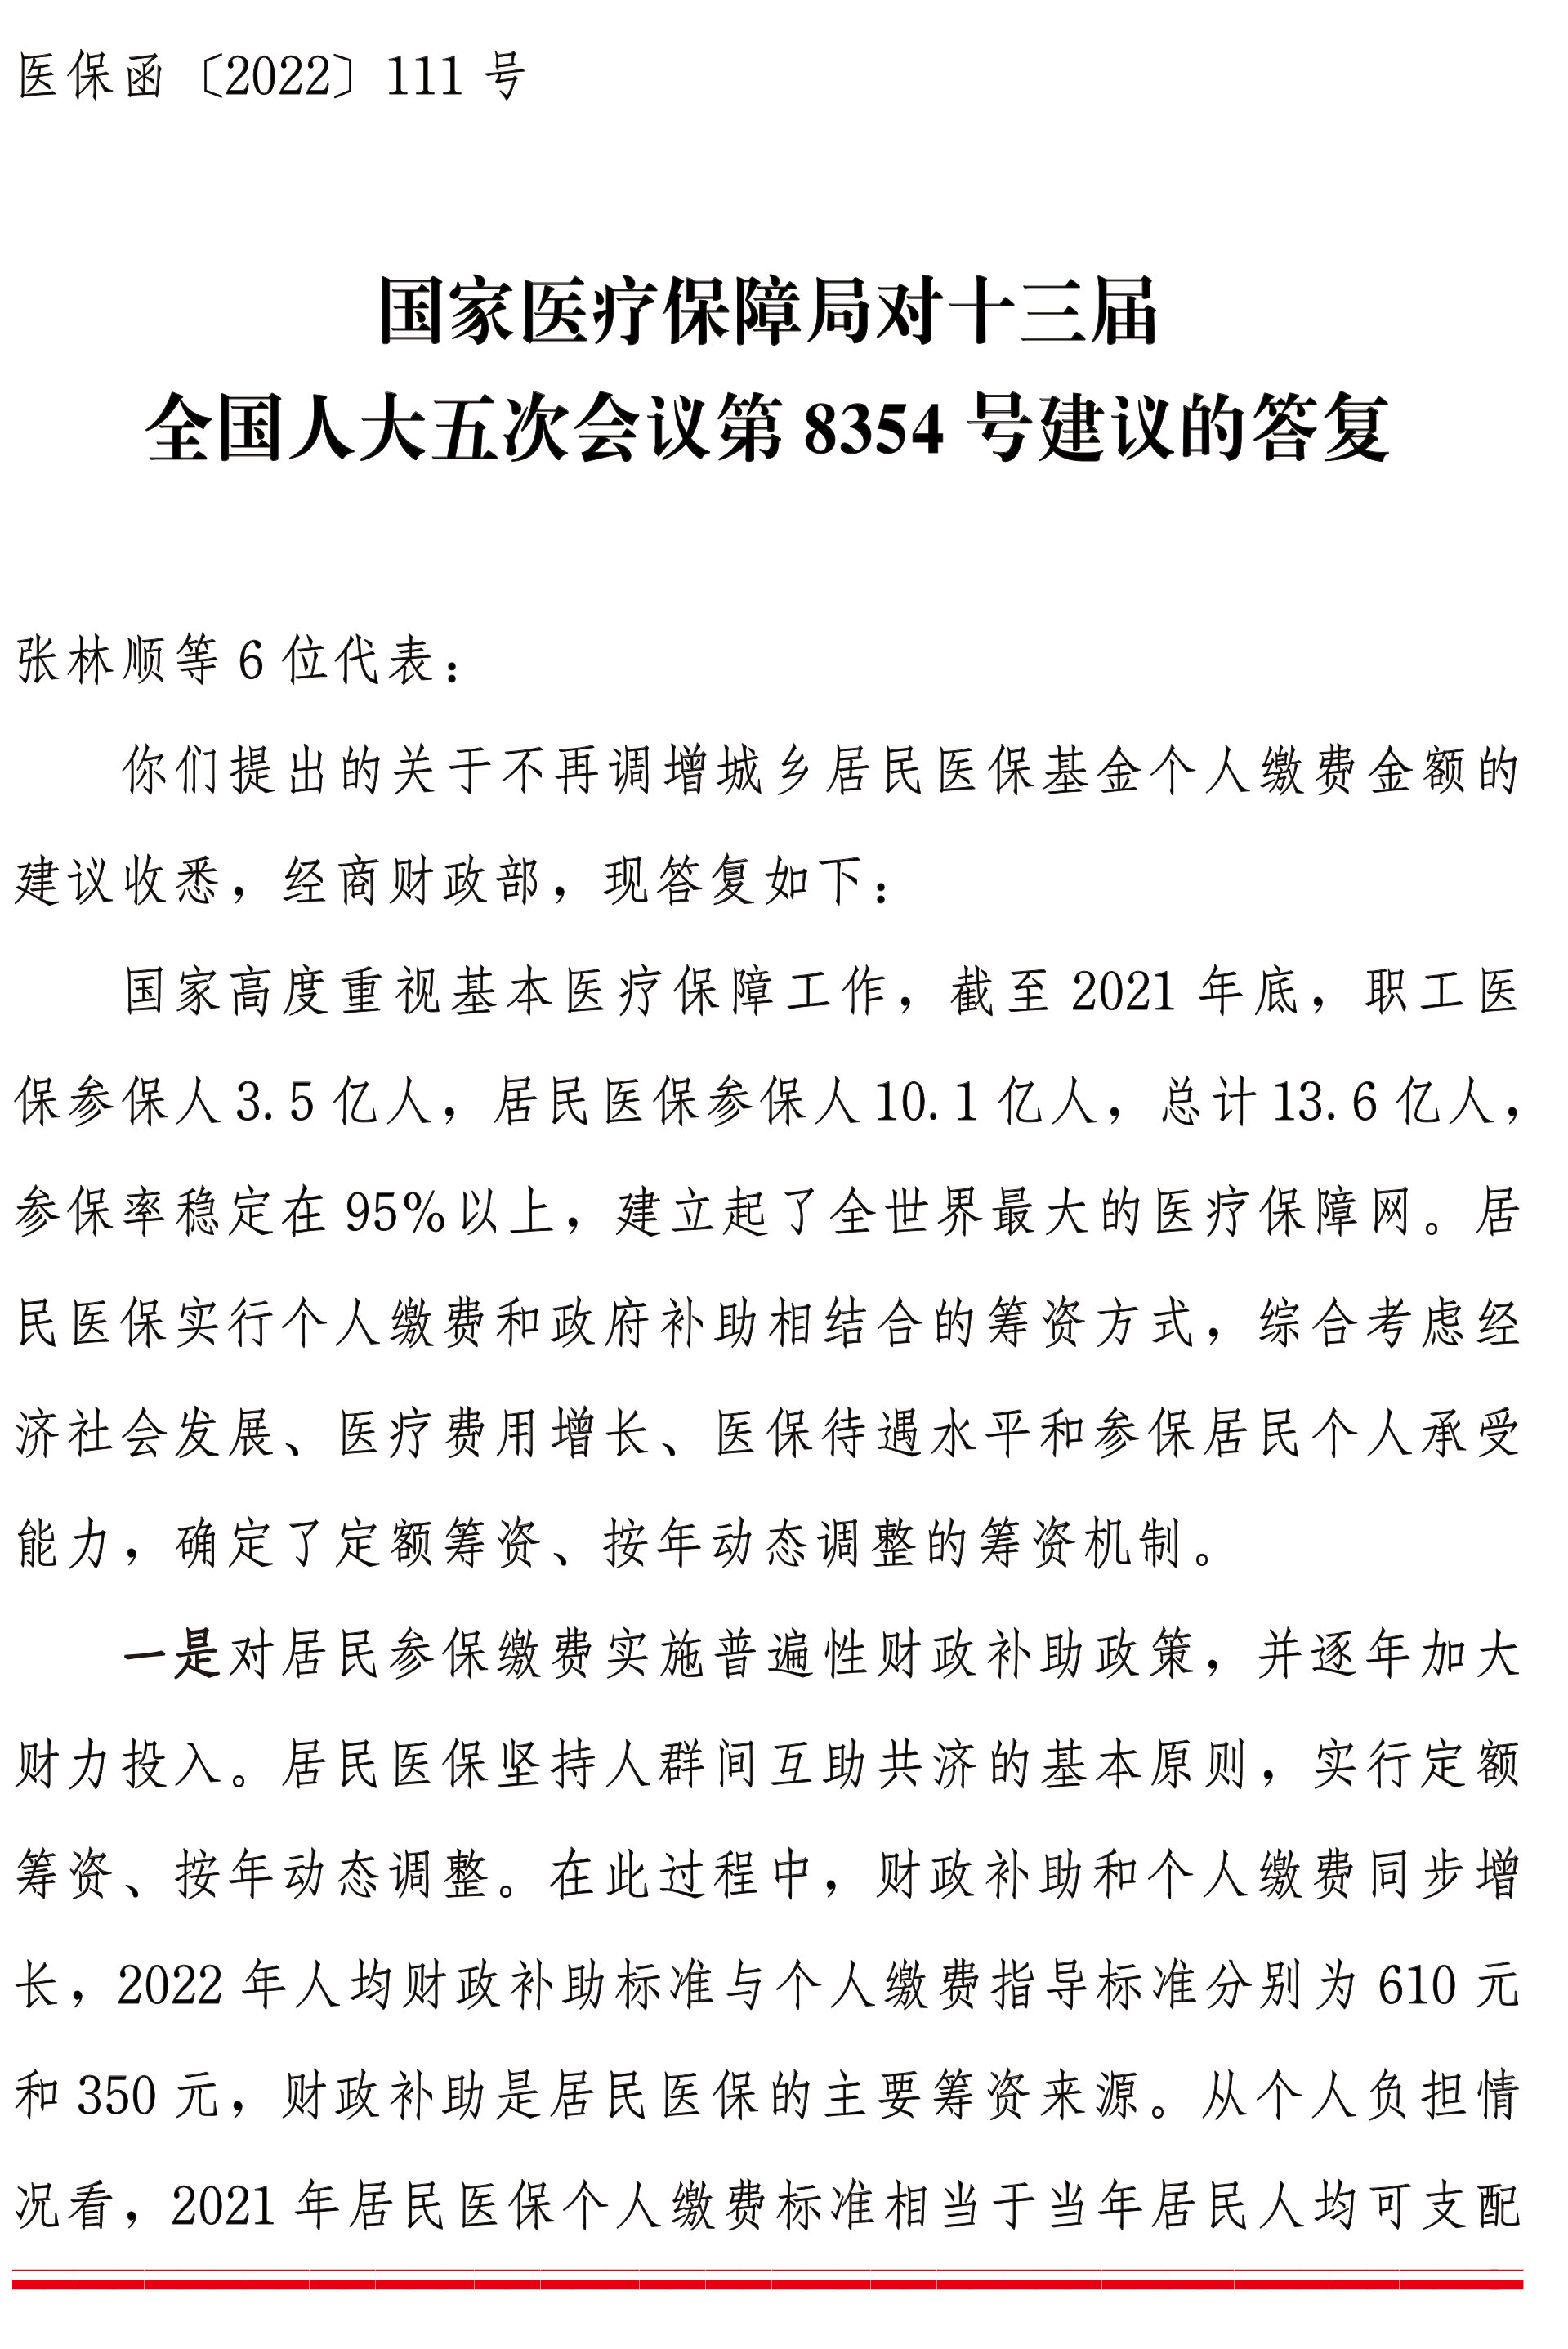 医保函〔2022〕111 号
国家医疗保障局对十三届
全国人大五次会议第 8354 号建议的答复
张林顺等 6 位代表：
你们提出的关于不再调增城乡居民医保基金个人缴费金额的
建议收悉，经商财政部，现答复如下：
国家高度重视基本医疗保障工作，截至 2021 年底，职工医
保参保人 3.5 亿人，居民医保参保人 10.1 亿人，总计 13.6 亿人，
参保率稳定在 95%以上，建立起了全世界最大的医疗保障网。居
民医保实行个人缴费和政府补助相结合的筹资方式，综合考虑经
济社会发展、医疗费用增长、医保待遇水平和参保居民个人承受
能力，确定了定额筹资、按年动态调整的筹资机制。
一是对居民参保缴费实施普遍性财政补助政策，并逐年加大
财力投入。居民医保坚持人群间互助共济的基本原则，实行定额
筹资、按年动态调整。在此过程中，财政补助和个人缴费同步增
长，2022 年人均财政补助标准与个人缴费指导标准分别为 610 元
和 350 元，财政补助是居民医保的主要筹资来源。从个人负担情
况看，2021 年居民医保个人缴费标准相当于当年居民人均可支配